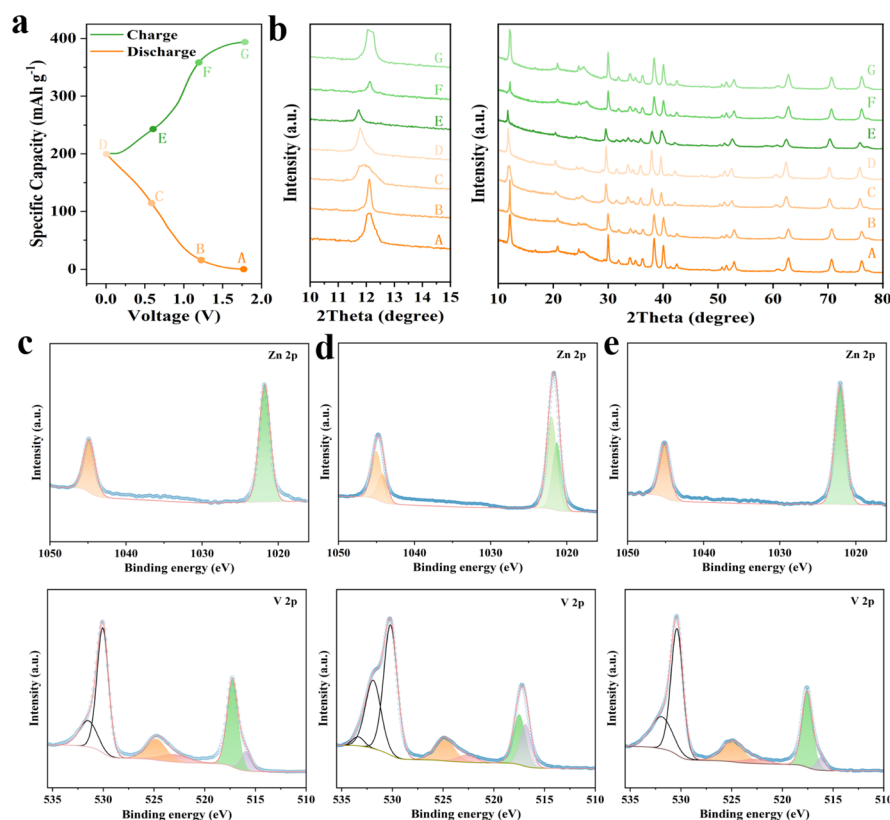 a
Charge
Discharge
G
F
E
D
C
B
A
400
300
200
100
0
0.0 0.5 1.0 1.5 2.0
Specific Capacity (mAh g⁻¹)
Voltage (V)
b
G
F
E
D
C
B
A
10 11 12 13 14 15
Intensity (a.u.)
2Theta (degree)
G
F
E
D
C
B
A
10 20 30 40 50 60 70 80
Intensity (a.u.)
2Theta (degree)
c
Zn 2p
Intensity (a.u.)
1050 1040 1030 1020
Binding energy (eV)
d
Zn 2p
Intensity (a.u.)
1050 1040 1030 1020
Binding energy (eV)
e
Zn 2p
Intensity (a.u.)
1050 1040 1030 1020
Binding energy (eV)
V 2p
Intensity (a.u.)
535 530 525 520 515 510
Binding energy (eV)
V 2p
Intensity (a.u.)
535 530 525 520 515 510
Binding energy (eV)
V 2p
Intensity (a.u.)
535 530 525 520 515 510
Binding energy (eV)